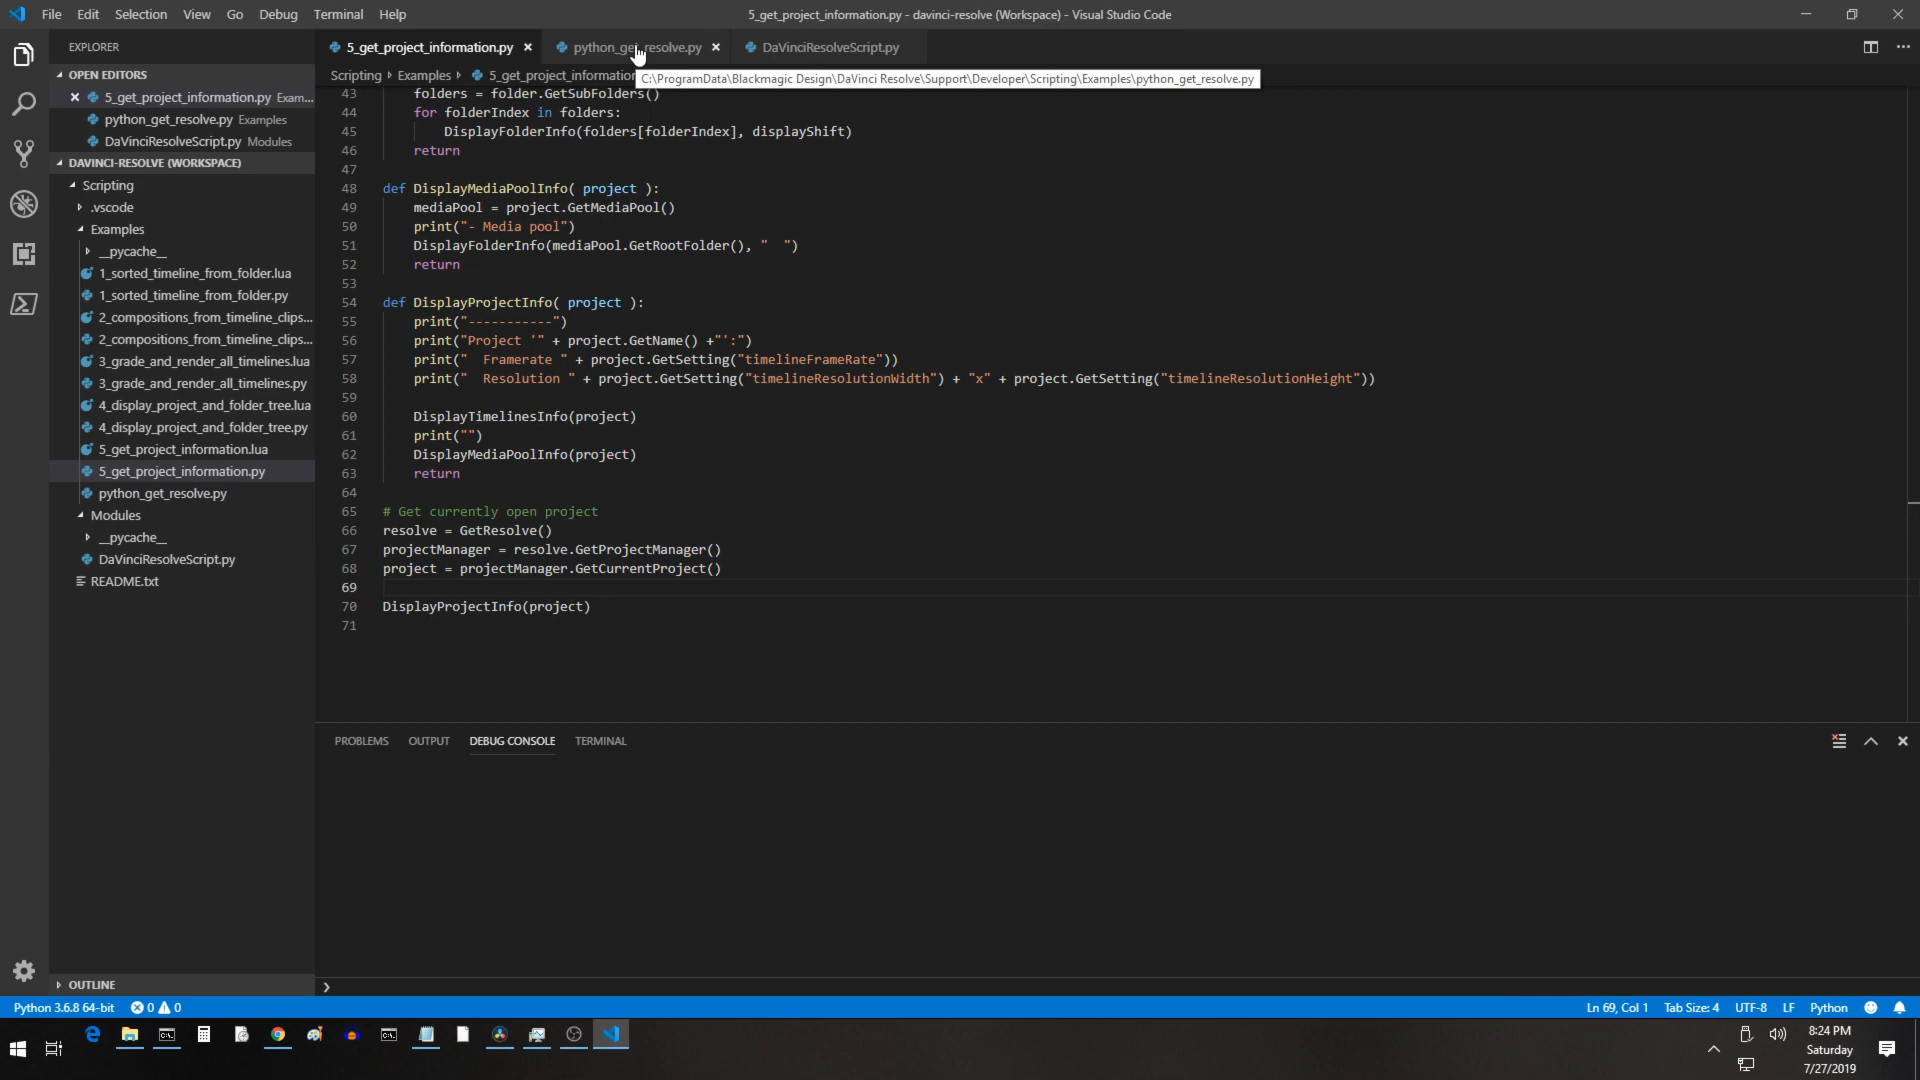 File Edit Selection View Go Debug Terminal Help
5_get_project_information.py - davinci-resolve (Workspace) - Visual Studio Code
EXPLORER
OPEN EDITORS
5_get_project_information.py Exam...
python_get_resolve.py Examples
DaVinciResolveScript.py Modules
DAVINCI-RESOLVE (WORKSPACE)
Scripting
.vscode
Examples
__pycache__
1_sorted_timeline_from_folder.lua
1_sorted_timeline_from_folder.py
2_compositions_from_timeline_clips...
2_compositions_from_timeline_clips...
3_grade_and_render_all_timelines.lua
3_grade_and_render_all_timelines.py
4_display_project_and_folder_tree.lua
4_display_project_and_folder_tree.py
5_get_project_information.lua
5_get_project_information.py
python_get_resolve.py
Modules
__pycache__
DaVinciResolveScript.py
README.txt
OUTLINE
5_get_project_information.py python_get_resolve.py DaVinciResolveScript.py
Scripting Examples 5_get_project_information
C:\ProgramData\Blackmagic Design\DaVinci Resolve\Support\Developer\Scripting\Examples\python_get_resolve.py
43 folders = folder.GetSubFolders()
44 for folderIndex in folders:
45 DisplayFolderInfo(folders[folderIndex], displayShift)
46 return
47
48 def DisplayMediaPoolInfo( project ):
49 mediaPool = project.GetMediaPool()
50 print("- Media pool")
51 DisplayFolderInfo(mediaPool.GetRootFolder(), "  ")
52 return
53
54 def DisplayProjectInfo( project ):
55 print("-----------")
56 print("Project '" + project.GetName() +"':")
57 print("  Framerate " + project.GetSetting("timelineFrameRate"))
58 print("  Resolution " + project.GetSetting("timelineResolutionWidth") + "x" + project.GetSetting("timelineResolutionHeight"))
59
60 DisplayTimelinesInfo(project)
61 print("")
62 DisplayMediaPoolInfo(project)
63 return
64
65 # Get currently open project
66 resolve = GetResolve()
67 projectManager = resolve.GetProjectManager()
68 project = projectManager.GetCurrentProject()
69
70 DisplayProjectInfo(project)
71
PROBLEMS OUTPUT DEBUG CONSOLE TERMINAL
Python 3.6.8 64-bit 0 0 Ln 69, Col 1 Tab Size: 4 UTF-8 LF Python
8:24 PM
Saturday
7/27/2019